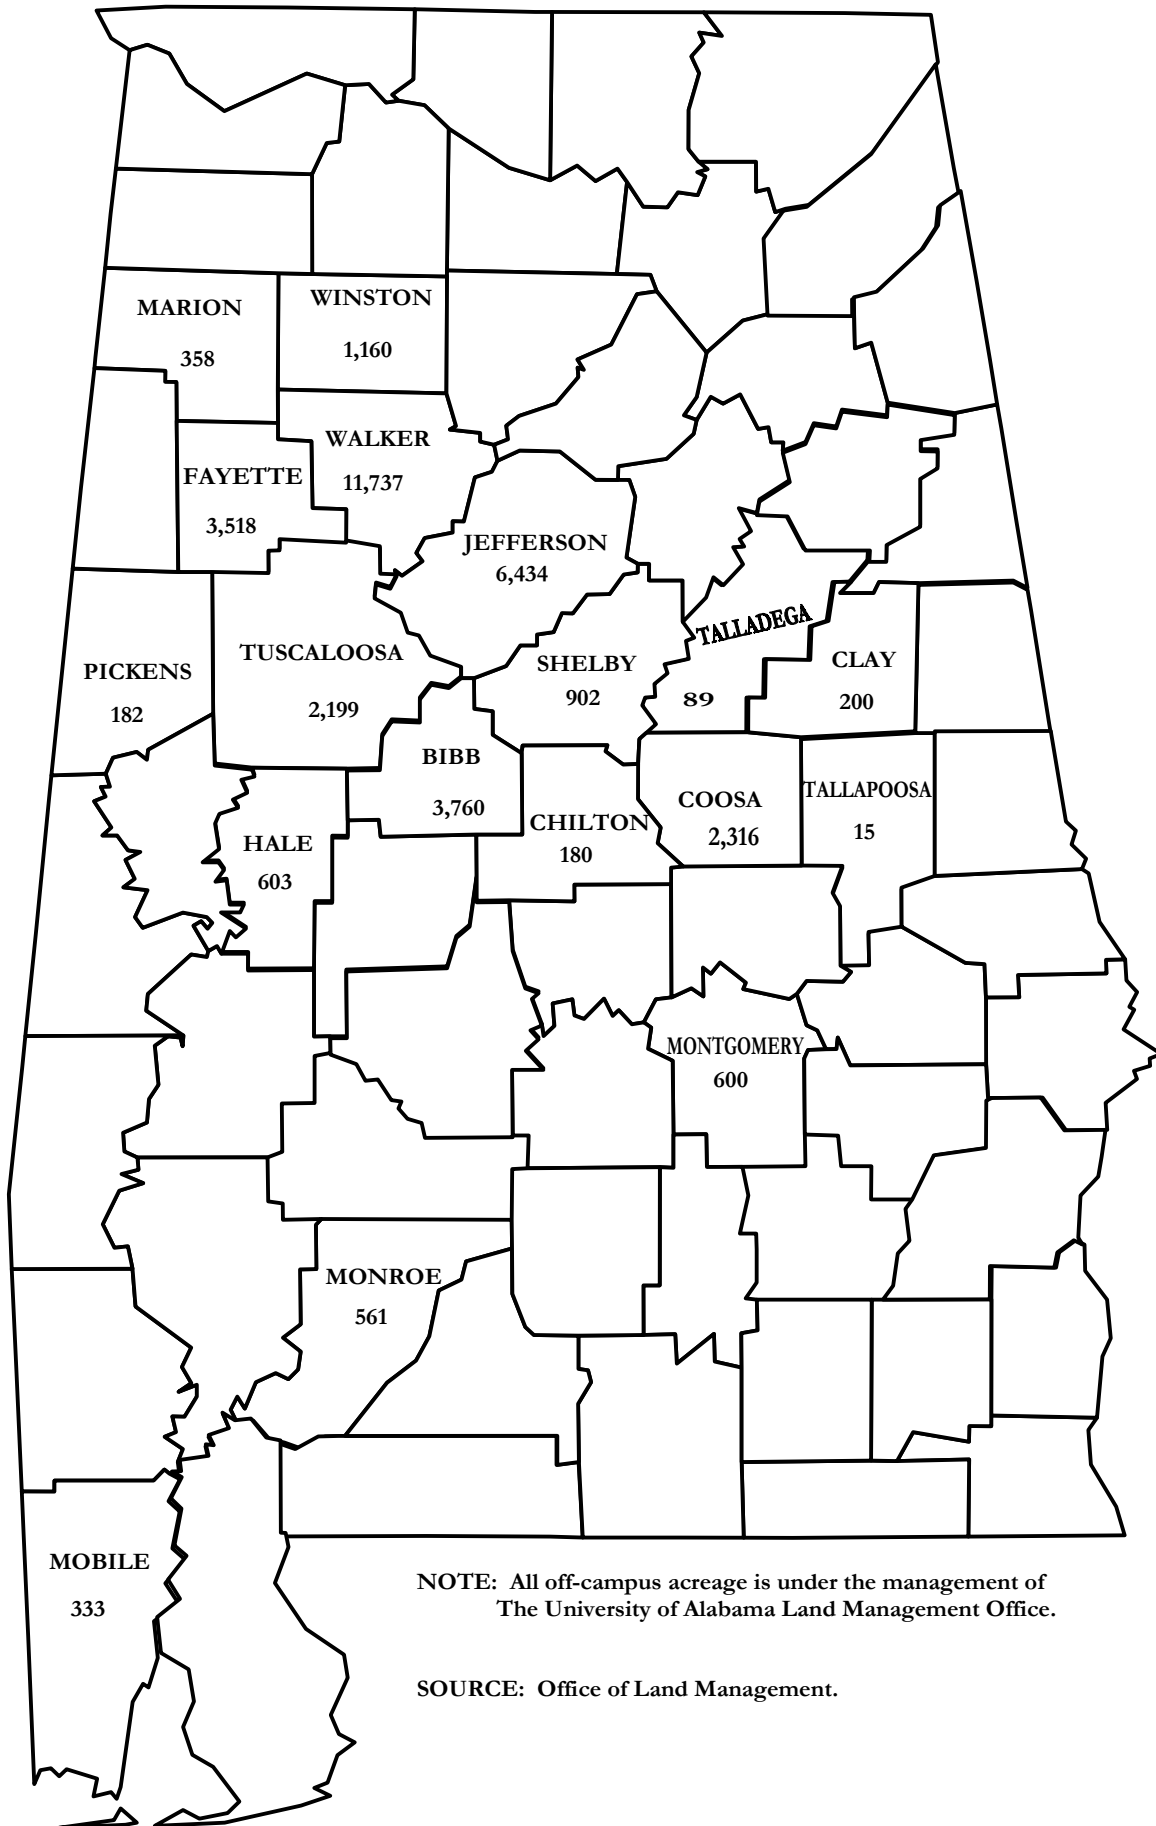 MARION
358
WINSTON
1,160
WALKER
11,737
FAYETTE
3,518
JEFFERSON
6,434
TALLADEGA
89
TUSCALOOSA
2,199
SHELBY
902
CLAY
200
PICKENS
182
BIBB
3,760
COOSA
2,316
TALLAPOOSA
15
CHILTON
180
HALE
603
MONTGOMERY
600
MONROE
561
MOBILE
333
NOTE: All off-campus acreage is under the management of
The University of Alabama Land Management Office.
SOURCE: Office of Land Management.